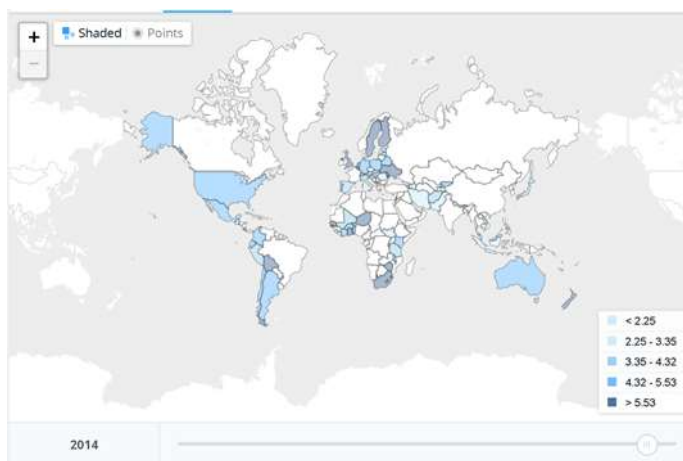 +
Shaded Points
−
< 2.25
2.25 - 3.35
3.35 - 4.32
4.32 - 5.53
> 5.53
2014